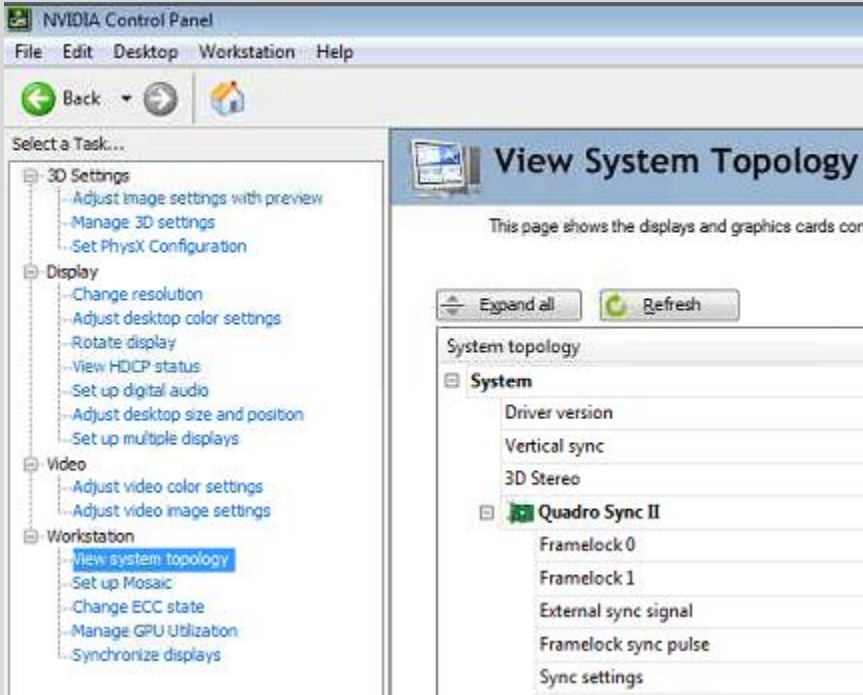 NVIDIA Control Panel
File Edit Desktop Workstation Help
Back
Select a Task...
3D Settings
Adjust image settings with preview
Manage 3D settings
Set PhysX Configuration
Display
Change resolution
Adjust desktop color settings
Rotate display
View HDCP status
Set up digital audio
Adjust desktop size and position
Set up multiple displays
Video
Adjust video color settings
Adjust video image settings
Workstation
View system topology
Set up Mosaic
Change ECC state
Manage GPU Utilization
Synchronize displays
View System Topology
This page shows the displays and graphics cards con
Expand all Refresh
System topology
System
Driver version
Vertical sync
3D Stereo
Quadro Sync II
Framelock 0
Framelock 1
External sync signal
Framelock sync pulse
Sync settings